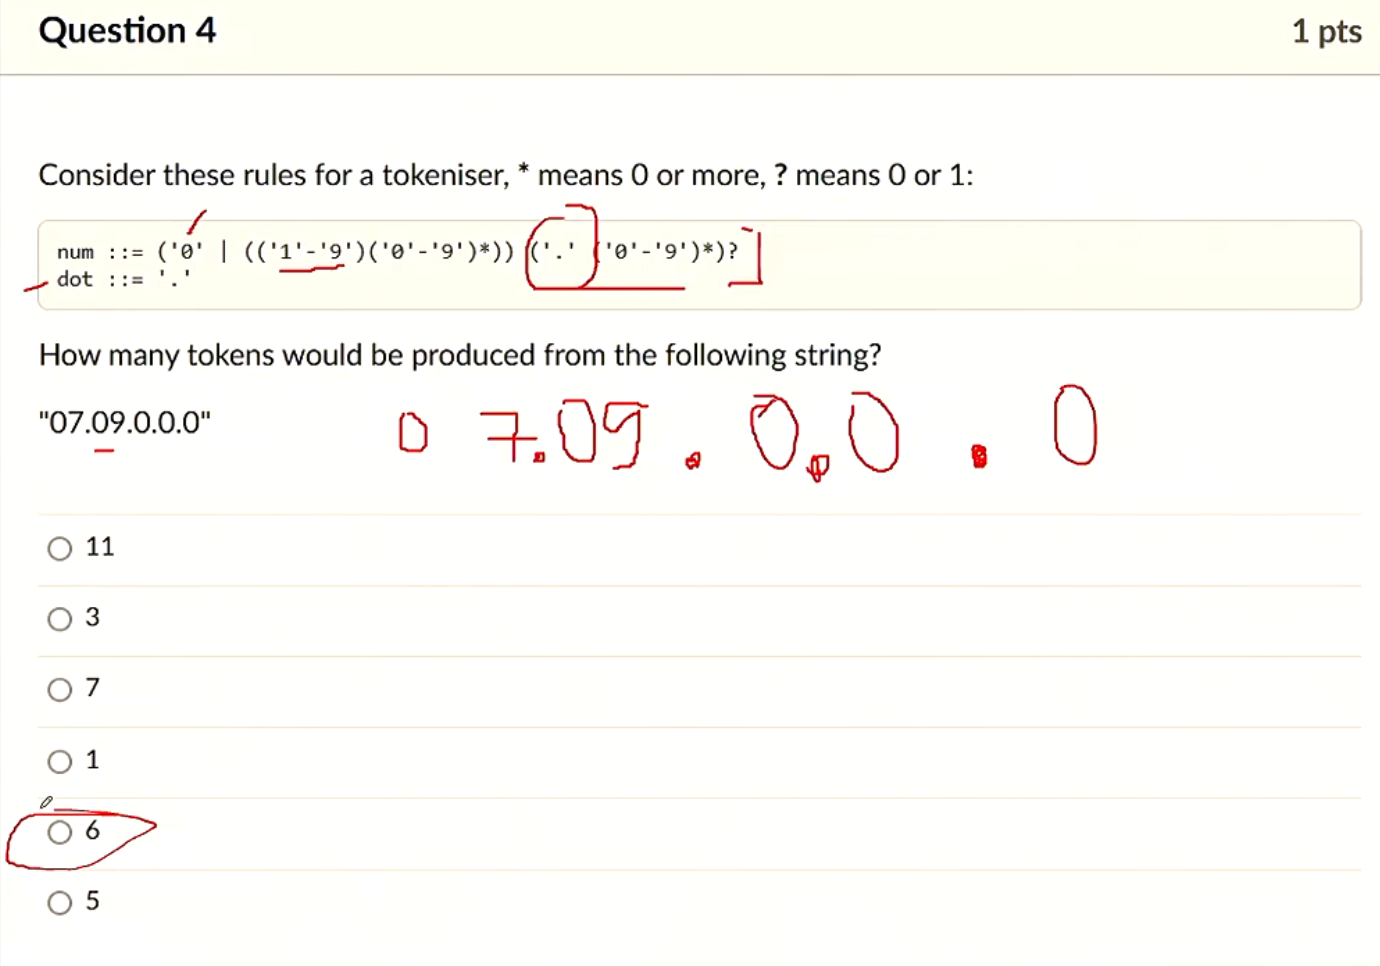 Question 4
1 pts
Consider these rules for a tokeniser, * means 0 or more, ? means 0 or 1:
num ::= ('0' | (('1'-'9')('0'-'9')*)) ('.' ('0'-'9')*)?
dot ::= '.'
How many tokens would be produced from the following string?
"07.09.0.0.0"
0 7.09 . 0.0 . 0
11
3
7
1
6
5